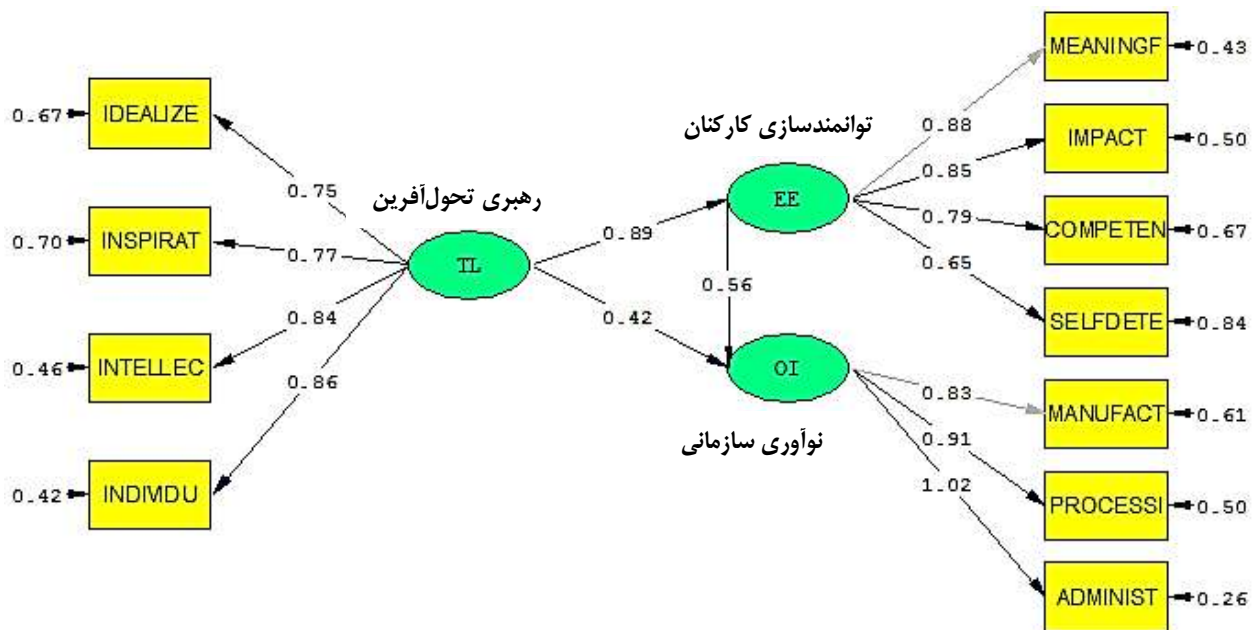 0.67
IDEALIZE
0.70
INSPIRAT
0.46
INTELLEC
0.42
INDIVIDU
0.75
0.77
0.84
0.86
رهبری تحول‌آفرین
TL
0.89
0.42
توانمندسازی کارکنان
EE
0.56
OI
نوآوری سازمانی
0.88
0.85
0.79
0.65
0.83
0.91
1.02
MEANINGF
0.43
IMPACT
0.50
COMPETEN
0.67
SELFDETE
0.84
MANUFACT
0.61
PROCESSI
0.50
ADMINIST
0.26